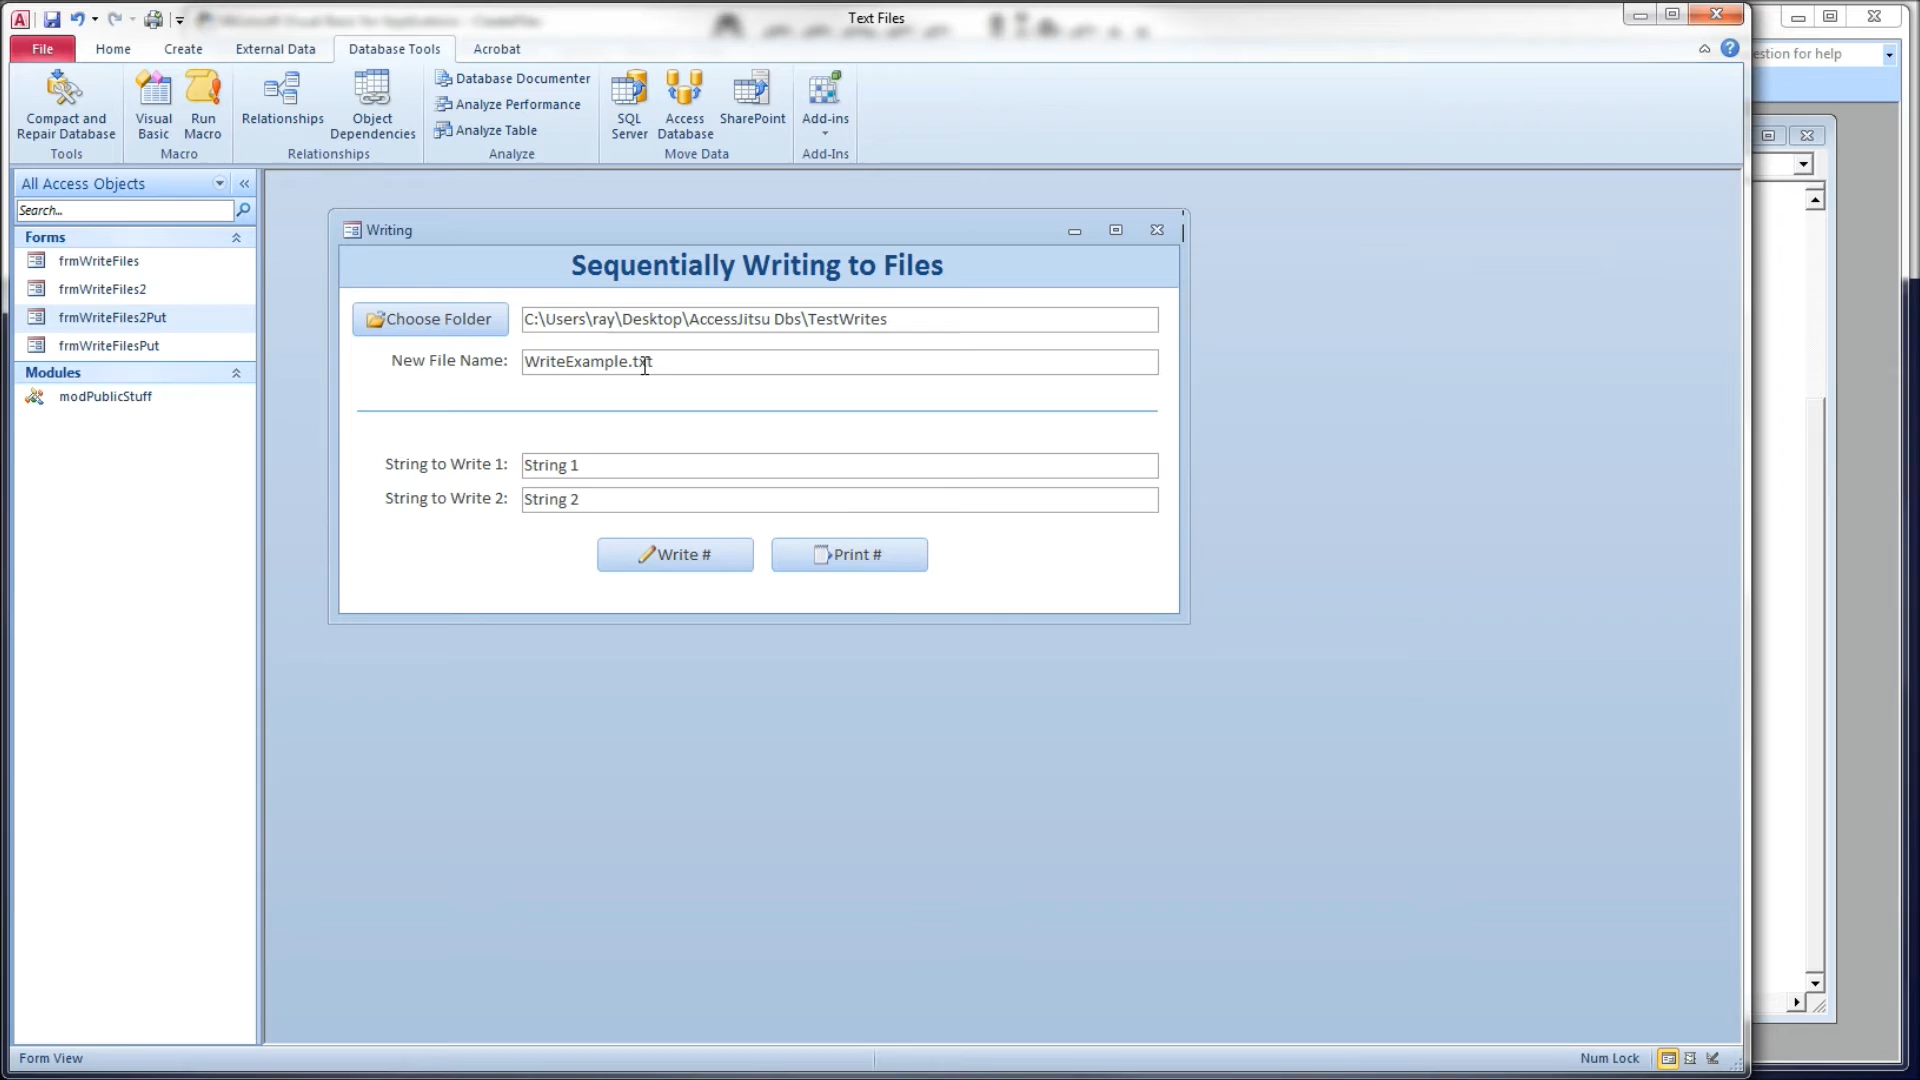 Text Files
estion for help
File Home Create External Data Database Tools Acrobat
Compact and Repair Database
Visual Basic
Run Macro
Relationships
Object Dependencies
Database Documenter
Analyze Performance
Analyze Table
SQL Server
Access Database
SharePoint
Add-ins
Tools Macro Relationships Analyze Move Data Add-Ins
All Access Objects
Search...
Forms
frmWriteFiles
frmWriteFiles2
frmWriteFiles2Put
frmWriteFilesPut
Modules
modPublicStuff
Writing
Sequentially Writing to Files
Choose Folder C:\Users\ray\Desktop\AccessJitsu Dbs\TestWrites
New File Name: WriteExample.txt
String to Write 1: String 1
String to Write 2: String 2
Write # Print #
Form View Num Lock